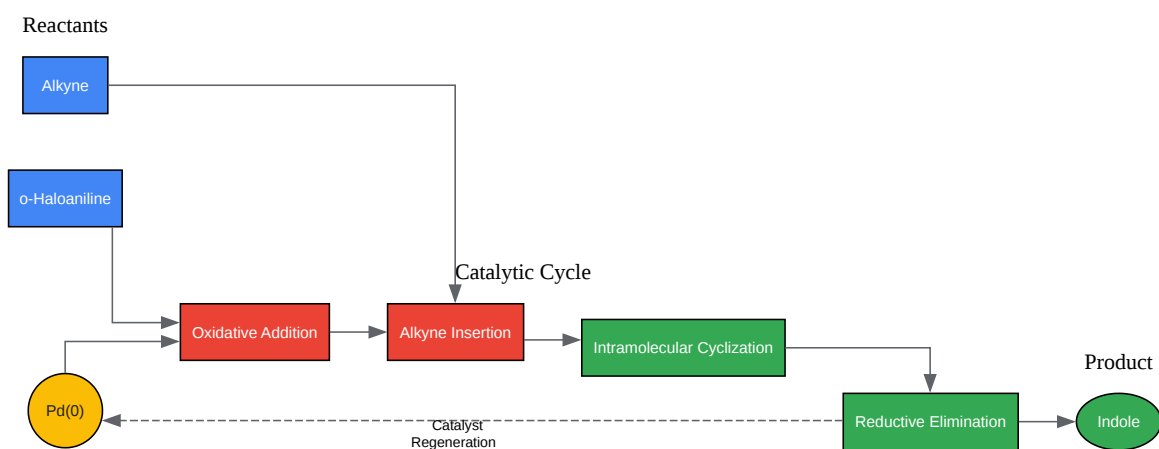 Reactants
Alkyne
o-Haloaniline
Catalytic Cycle
Oxidative Addition
Alkyne Insertion
Intramolecular Cyclization
Product
Pd(0)
Catalyst
Regeneration
Reductive Elimination
Indole